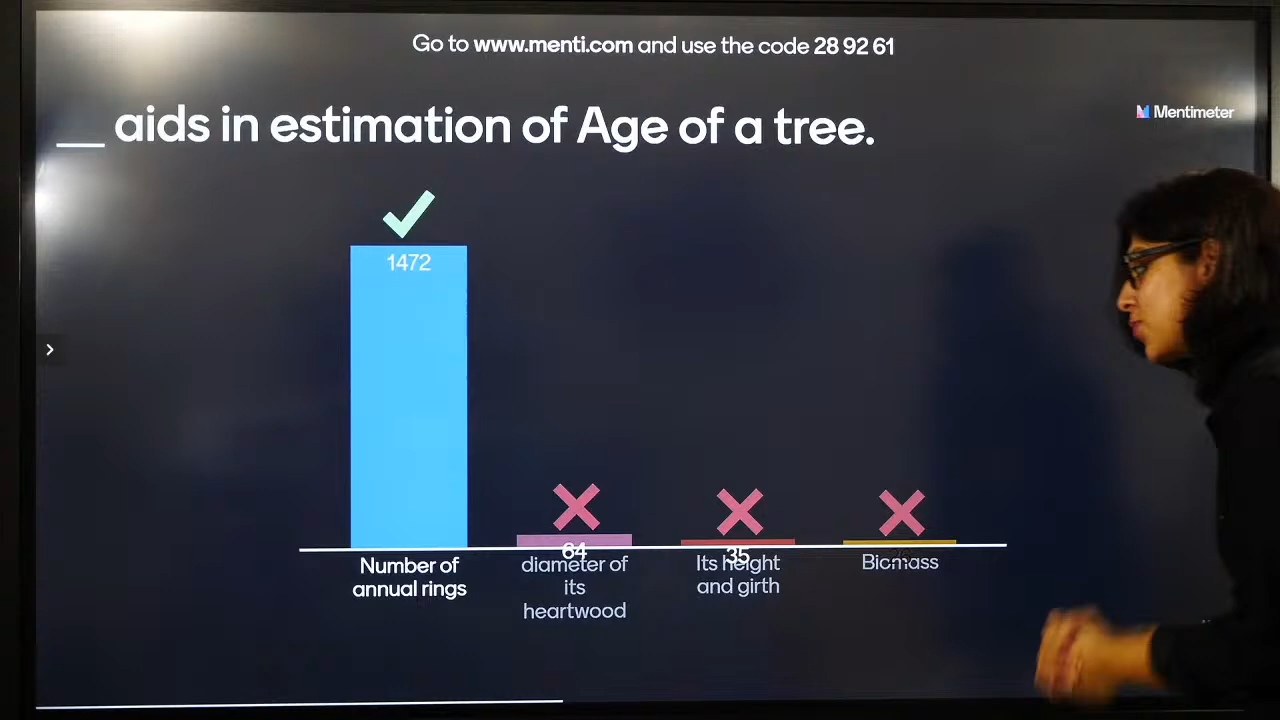 Go to www.menti.com and use the code 28 92 61
__ aids in estimation of Age of a tree.
Mentimeter
1472
64
35
Number of
annual rings
diameter of
its
heartwood
Its height
and girth
Biomass